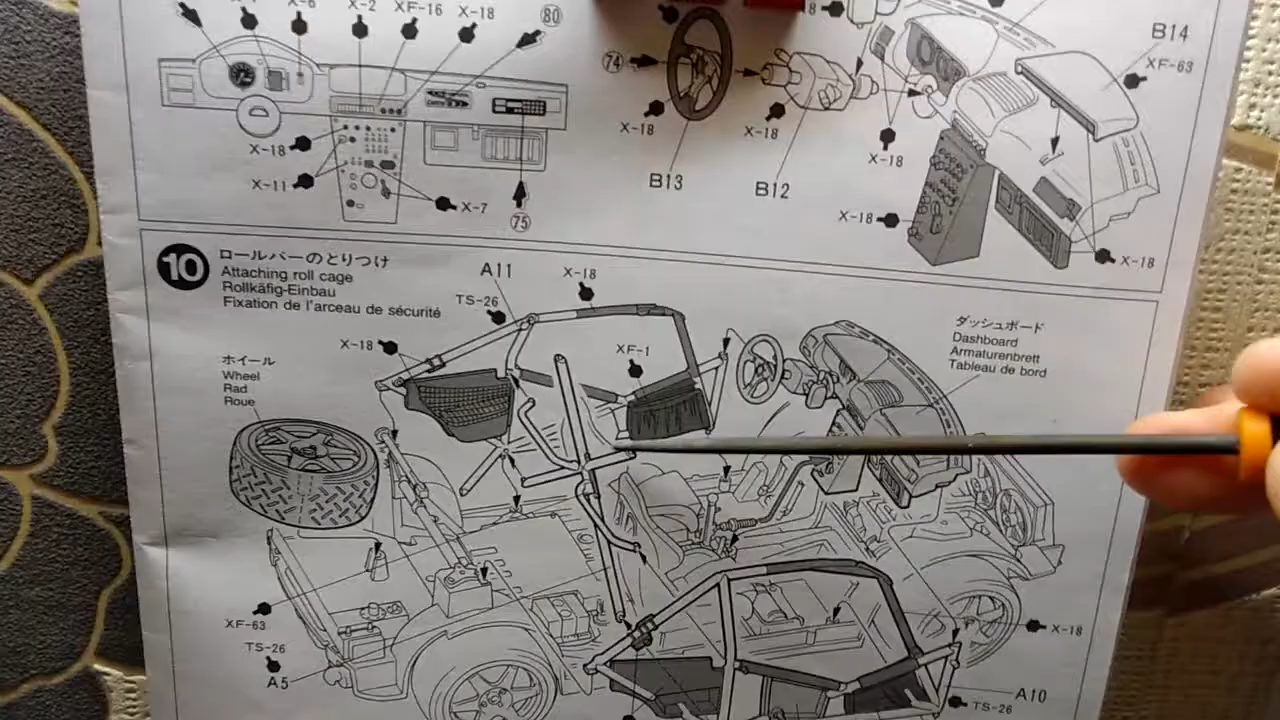 X-2
XF-16
X-18
80
X-18
X-11
X-7
75
74
X-18
B13
X-18
B12
8
X-18
X-18
B14
XF-63
X-18
10
ロールバーのとりつけ
Attaching roll cage
Rollkäfig-Einbau
Fixation de l'arceau de sécurité
A11
X-18
TS-26
X-18
XF-1
ホイール
Wheel
Rad
Roue
ダッシュボード
Dashboard
Armaturenbrett
Tableau de bord
XF-63
TS-26
A5
X-18
A10
TS-26